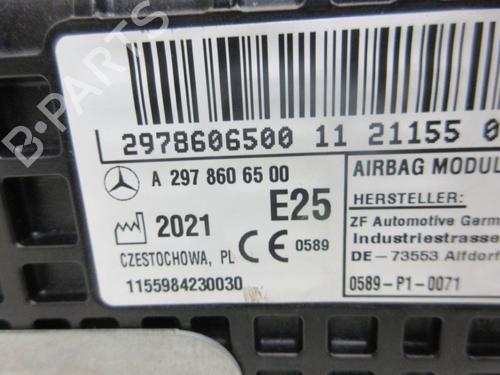 B-PARTS
2978606500 11 21155 0
A 297 860 65 00
E25
2021
CZESTOCHOWA, PL
CE 0589
1155984230030
AIRBAG MODUL
HERSTELLER:
ZF Automotive Germ
Industriestrasse
DE-73553 Alfdorf
0589-P1-0071